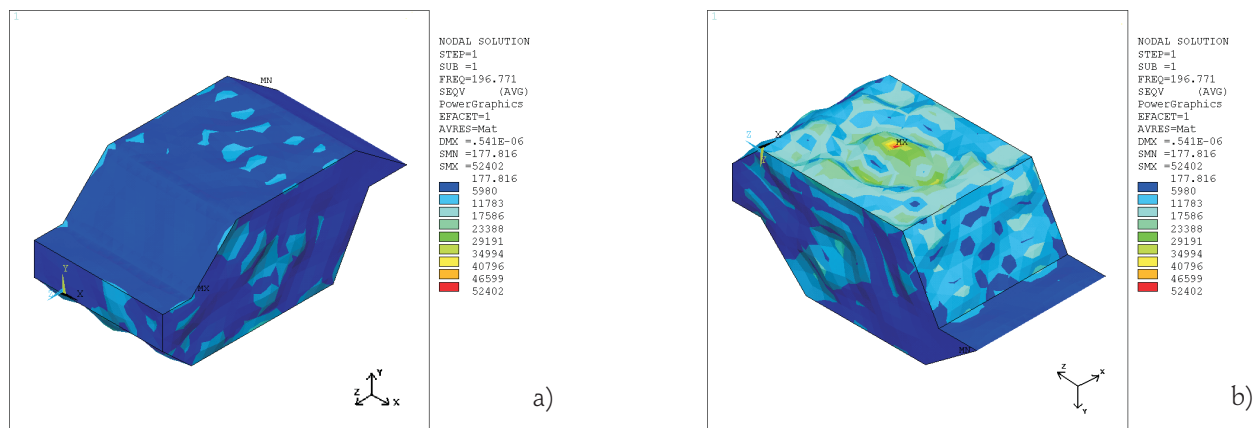 1
MN
MX
Y
Z X
Y
Z X
NODAL SOLUTION
STEP=1
SUB =1
FREQ=196.771
SEQV (AVG)
PowerGraphics
EFACET=1
AVRES=Mat
DMX =.541E-06
SMN =177.816
SMX =52402
177.816
5980
11783
17586
23388
29191
34994
40796
46599
52402
a)
1
Z X
MX
MN
Z X
Y
NODAL SOLUTION
STEP=1
SUB =1
FREQ=196.771
SEQV (AVG)
PowerGraphics
EFACET=1
AVRES=Mat
DMX =.541E-06
SMN =177.816
SMX =52402
177.816
5980
11783
17586
23388
29191
34994
40796
46599
52402
b)